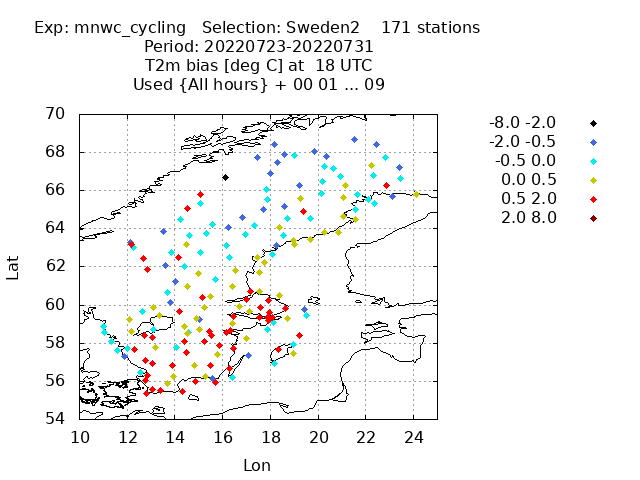 Exp: mnwc_cycling   Selection: Sweden2    171 stations
Period: 20220723-20220731
T2m bias [deg C] at  18 UTC
Used {All hours} + 00 01 ... 09
-8.0 -2.0
-2.0 -0.5
-0.5 0.0
0.0 0.5
0.5 2.0
2.0 8.0
70
68
66
64
62
60
58
56
54
Lat
10 12 14 16 18 20 22 24
Lon